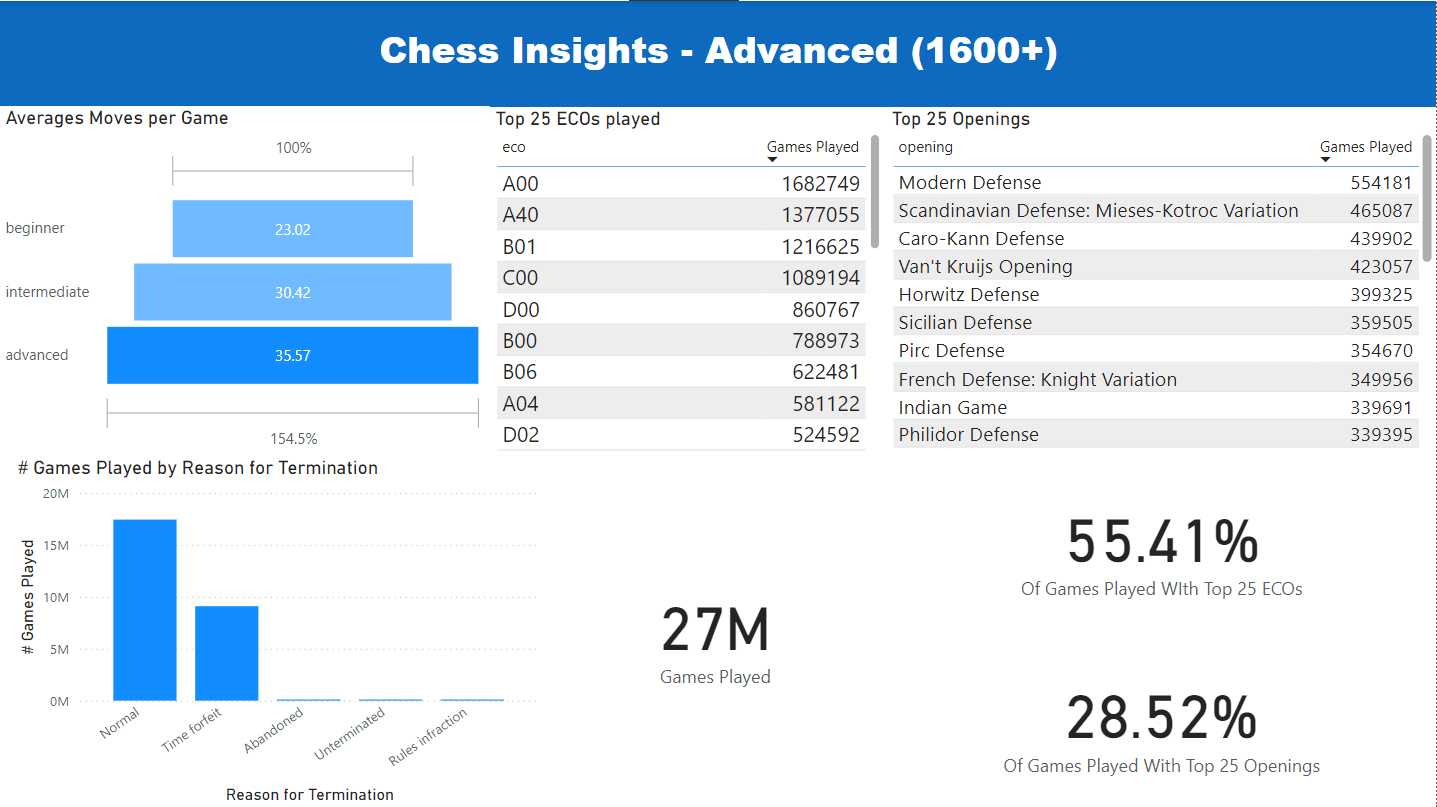 Chess Insights - Advanced (1600+)
Averages Moves per Game
100%
beginner 23.02
intermediate 30.42
advanced 35.57
154.5%
Top 25 ECOs played
eco Games Played
A00 1682749
A40 1377055
B01 1216625
C00 1089194
D00 860767
B00 788973
B06 622481
A04 581122
D02 524592
Top 25 Openings
opening Games Played
Modern Defense 554181
Scandinavian Defense: Mieses-Kotroc Variation 465087
Caro-Kann Defense 439902
Van't Kruijs Opening 423057
Horwitz Defense 399325
Sicilian Defense 359505
Pirc Defense 354670
French Defense: Knight Variation 349956
Indian Game 339691
Philidor Defense 339395
# Games Played by Reason for Termination
# Games Played
20M
15M
10M
5M
0M
Normal
Time forfeit
Abandoned
Unterminated
Rules infraction
Reason for Termination
27M
Games Played
55.41%
Of Games Played WIth Top 25 ECOs
28.52%
Of Games Played With Top 25 Openings